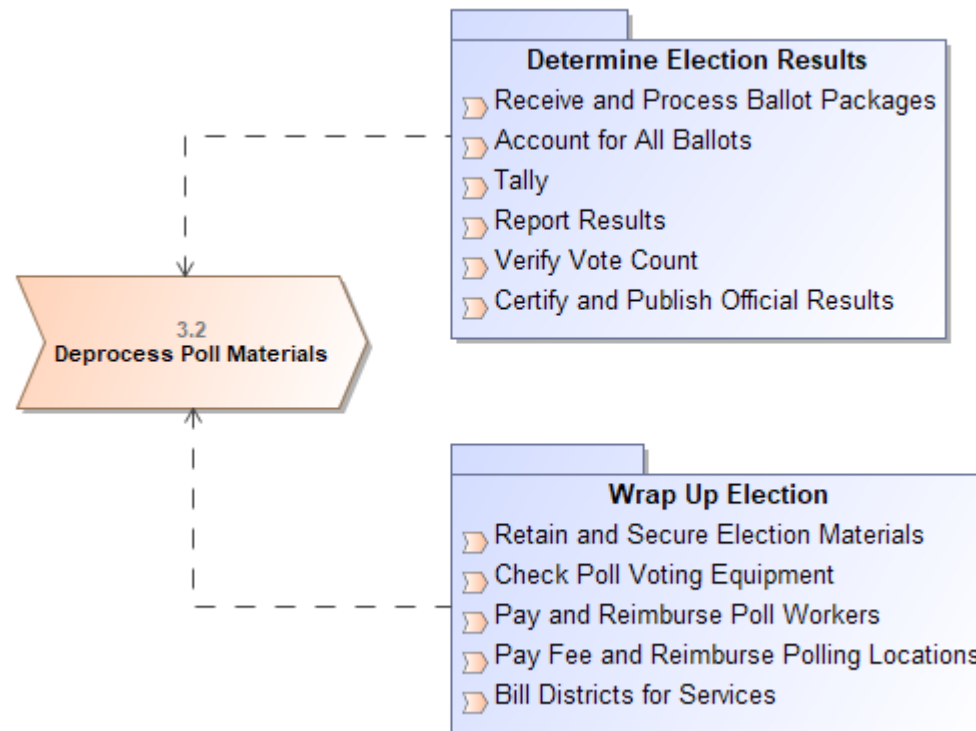 Determine Election Results
Receive and Process Ballot Packages
Account for All Ballots
Tally
Report Results
Verify Vote Count
Certify and Publish Official Results
3.2
Deprocess Poll Materials
Wrap Up Election
Retain and Secure Election Materials
Check Poll Voting Equipment
Pay and Reimburse Poll Workers
Pay Fee and Reimburse Polling Locations
Bill Districts for Services